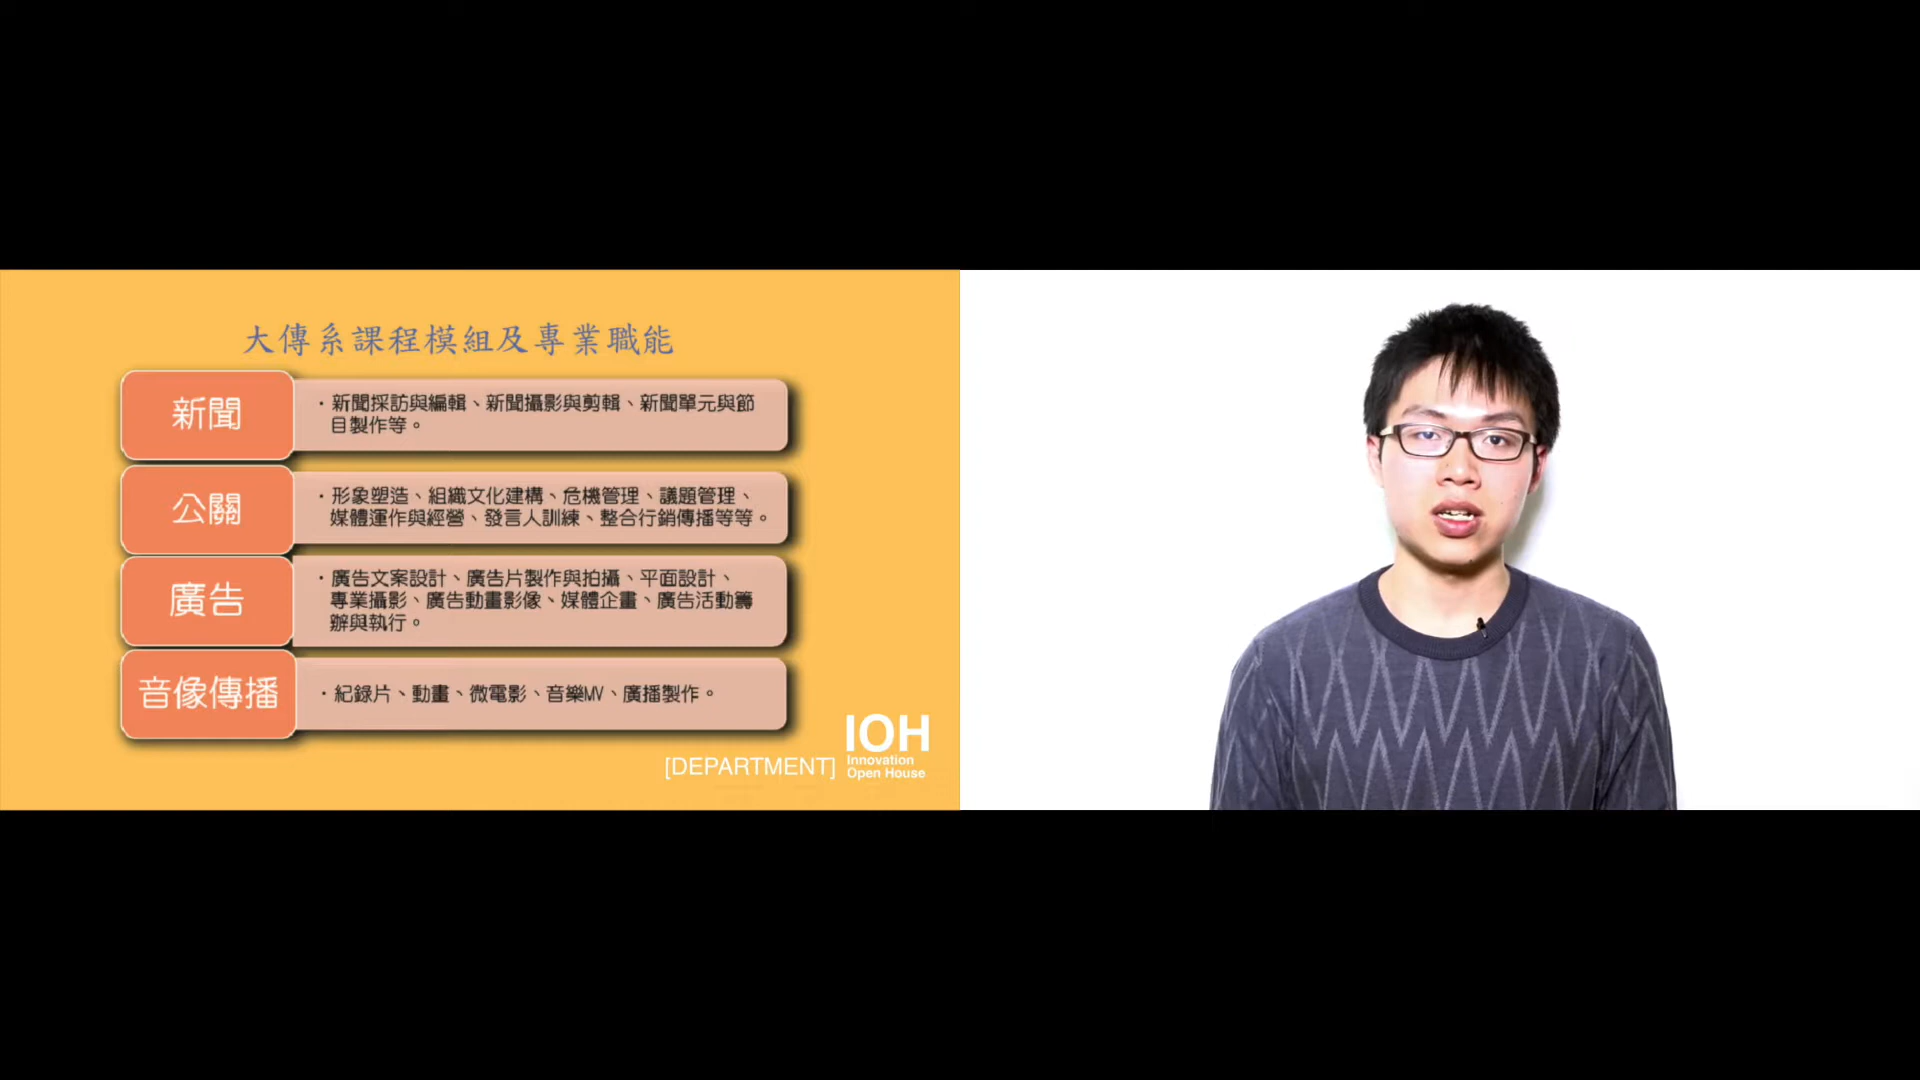 大傳系課程模組及專業職能
新聞
・新聞採訪與編輯、新聞攝影與剪輯、新聞單元與節
目製作等。
公關
・形象塑造、組織文化建構、危機管理、議題管理、
媒體運作與經營、發言人訓練、整合行銷傳播等等。
廣告
・廣告文案設計、廣告片製作與拍攝、平面設計、
專業攝影、廣告動畫影像、媒體企畫、廣告活動籌
辦與執行。
音像傳播
・紀錄片、動畫、微電影、音樂MV、廣播製作。
[DEPARTMENT]
IOH
Innovation
Open House